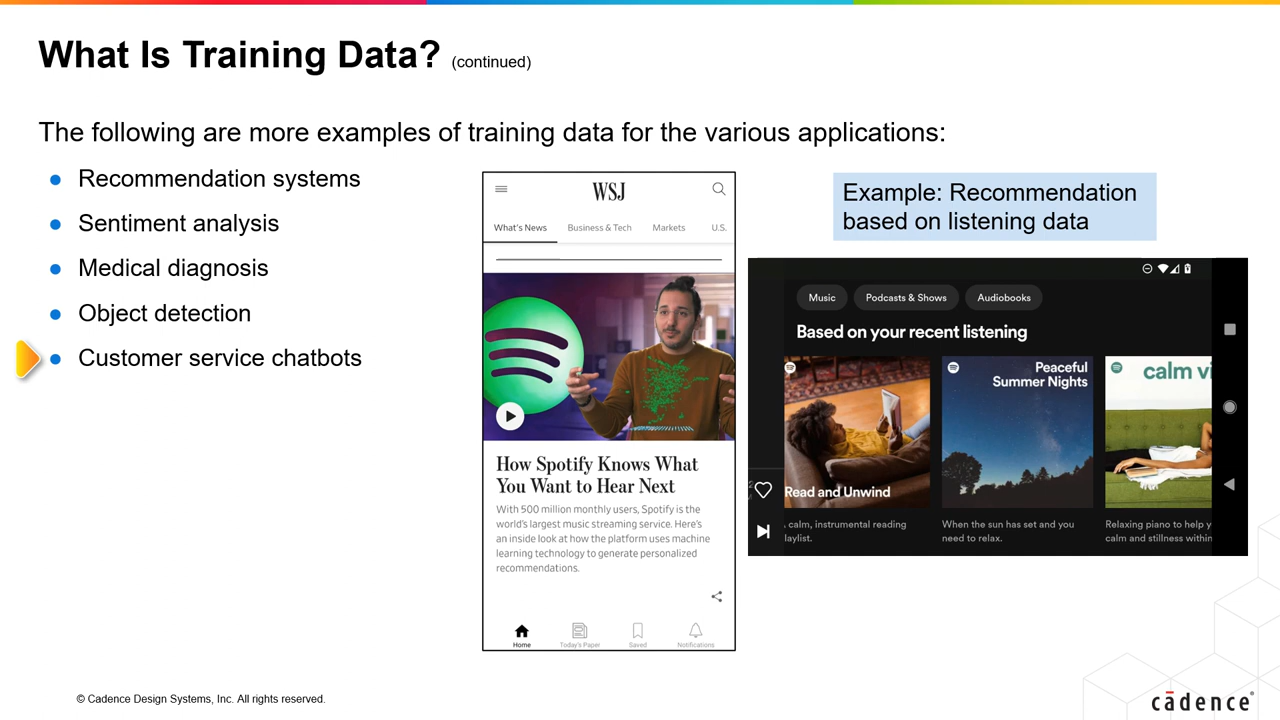 What Is Training Data? (continued)
The following are more examples of training data for the various applications:
Recommendation systems
Sentiment analysis
Medical diagnosis
Object detection
Customer service chatbots
WSJ
What's News Business & Tech Markets U.S.
How Spotify Knows What
You Want to Hear Next
With 500 million monthly users, Spotify is the
world's largest music streaming service. Here's
an inside look at how the platform uses machine
learning technology to generate personalized
recommendations.
Home Today's Paper Saved Notifications
Example: Recommendation
based on listening data
Music Podcasts & Shows Audiobooks
Based on your recent listening
Read and Unwind
calm, instrumental reading
laylist.
Peaceful
Summer Nights
When the sun has set and you
need to relax.
calm vi
Relaxing piano to help y
calm and stillness within
© Cadence Design Systems, Inc. All rights reserved.
cādence®